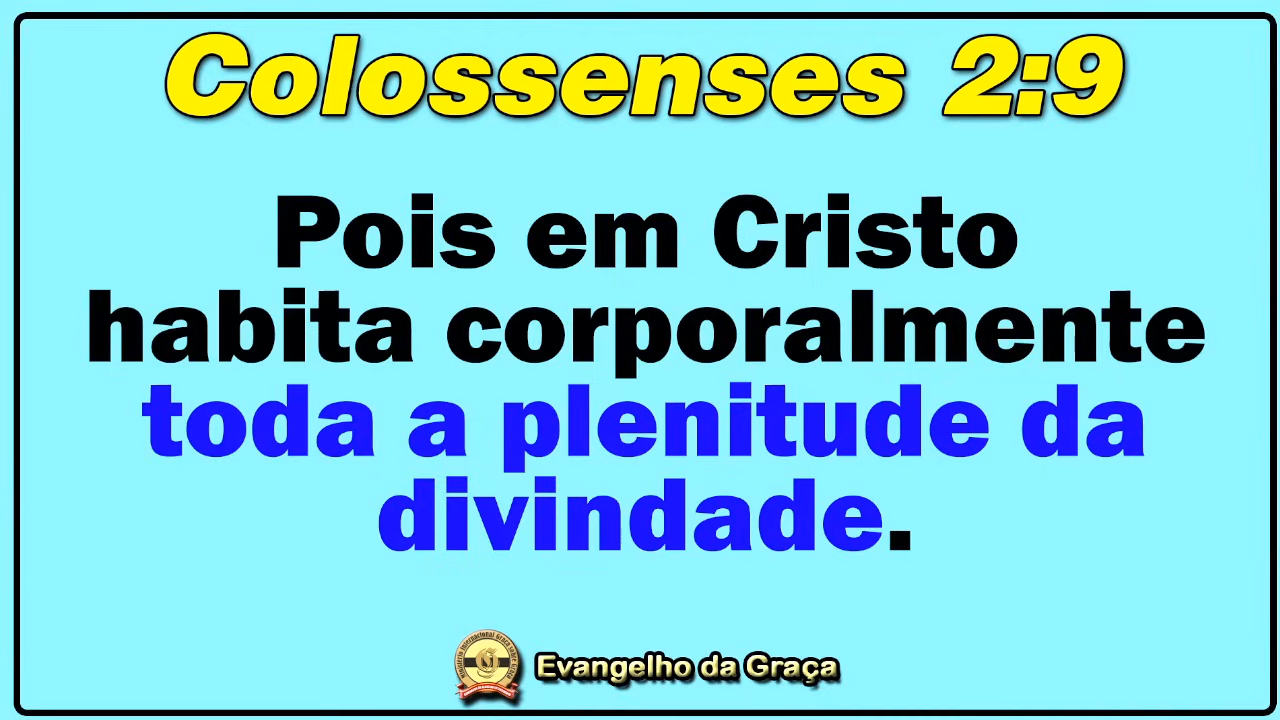 Colossenses 2:9
Pois em Cristo
habita corporalmente
toda a plenitude da
divindade.
Evangelho da Graça